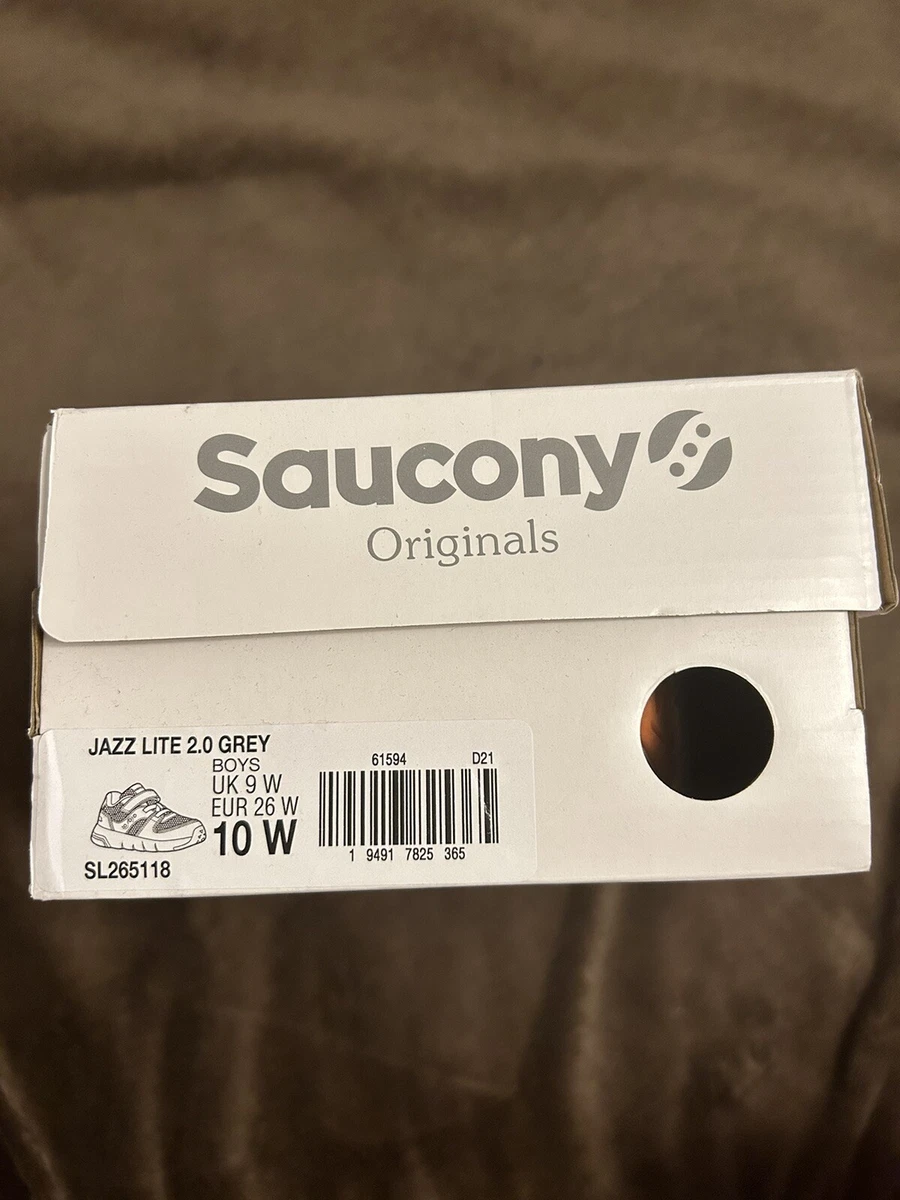 Saucony
Originals
JAZZ LITE 2.0 GREY
BOYS
UK 9 W
EUR 26 W
10 W
SL265118
61594 D21
1 9491 7825 365